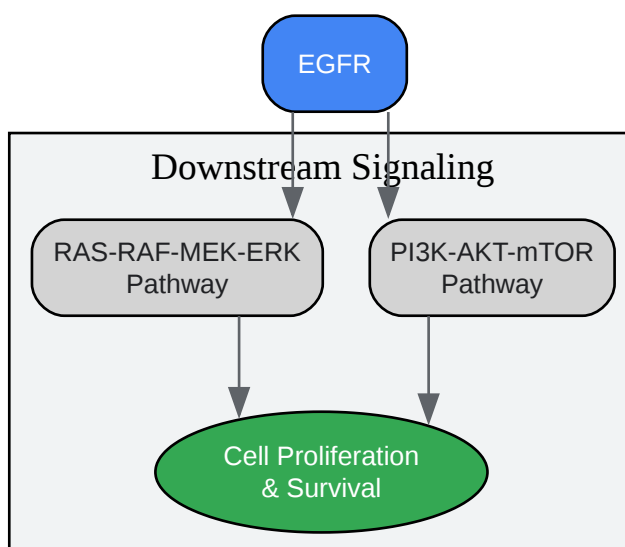 EGFR
Downstream Signaling
RAS-RAF-MEK-ERK
Pathway
PI3K-AKT-mTOR
Pathway
Cell Proliferation
& Survival